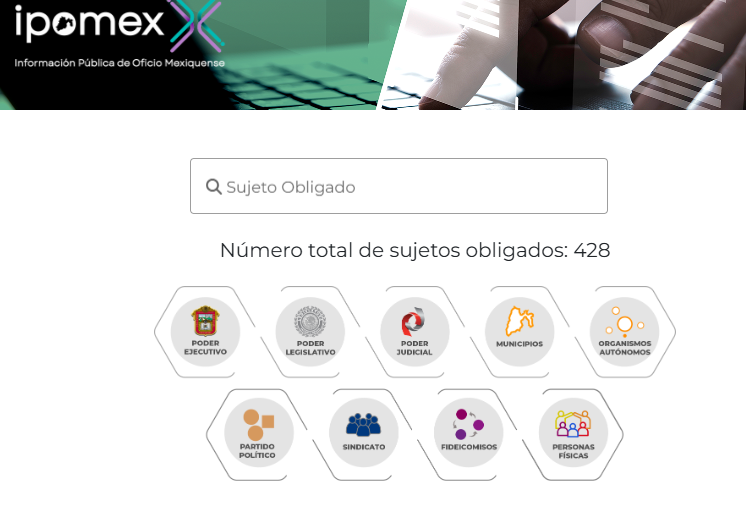 ipomex
Información Pública de Oficio Mexiquense
Sujeto Obligado
Número total de sujetos obligados: 428
PODER
EJECUTIVO
PODER
LEGISLATIVO
PODER
JUDICIAL
MUNICIPIOS
ORGANISMOS
AUTÓNOMOS
PARTIDO
POLÍTICO
SINDICATO
FIDEICOMISOS
PERSONAS
FÍSICAS